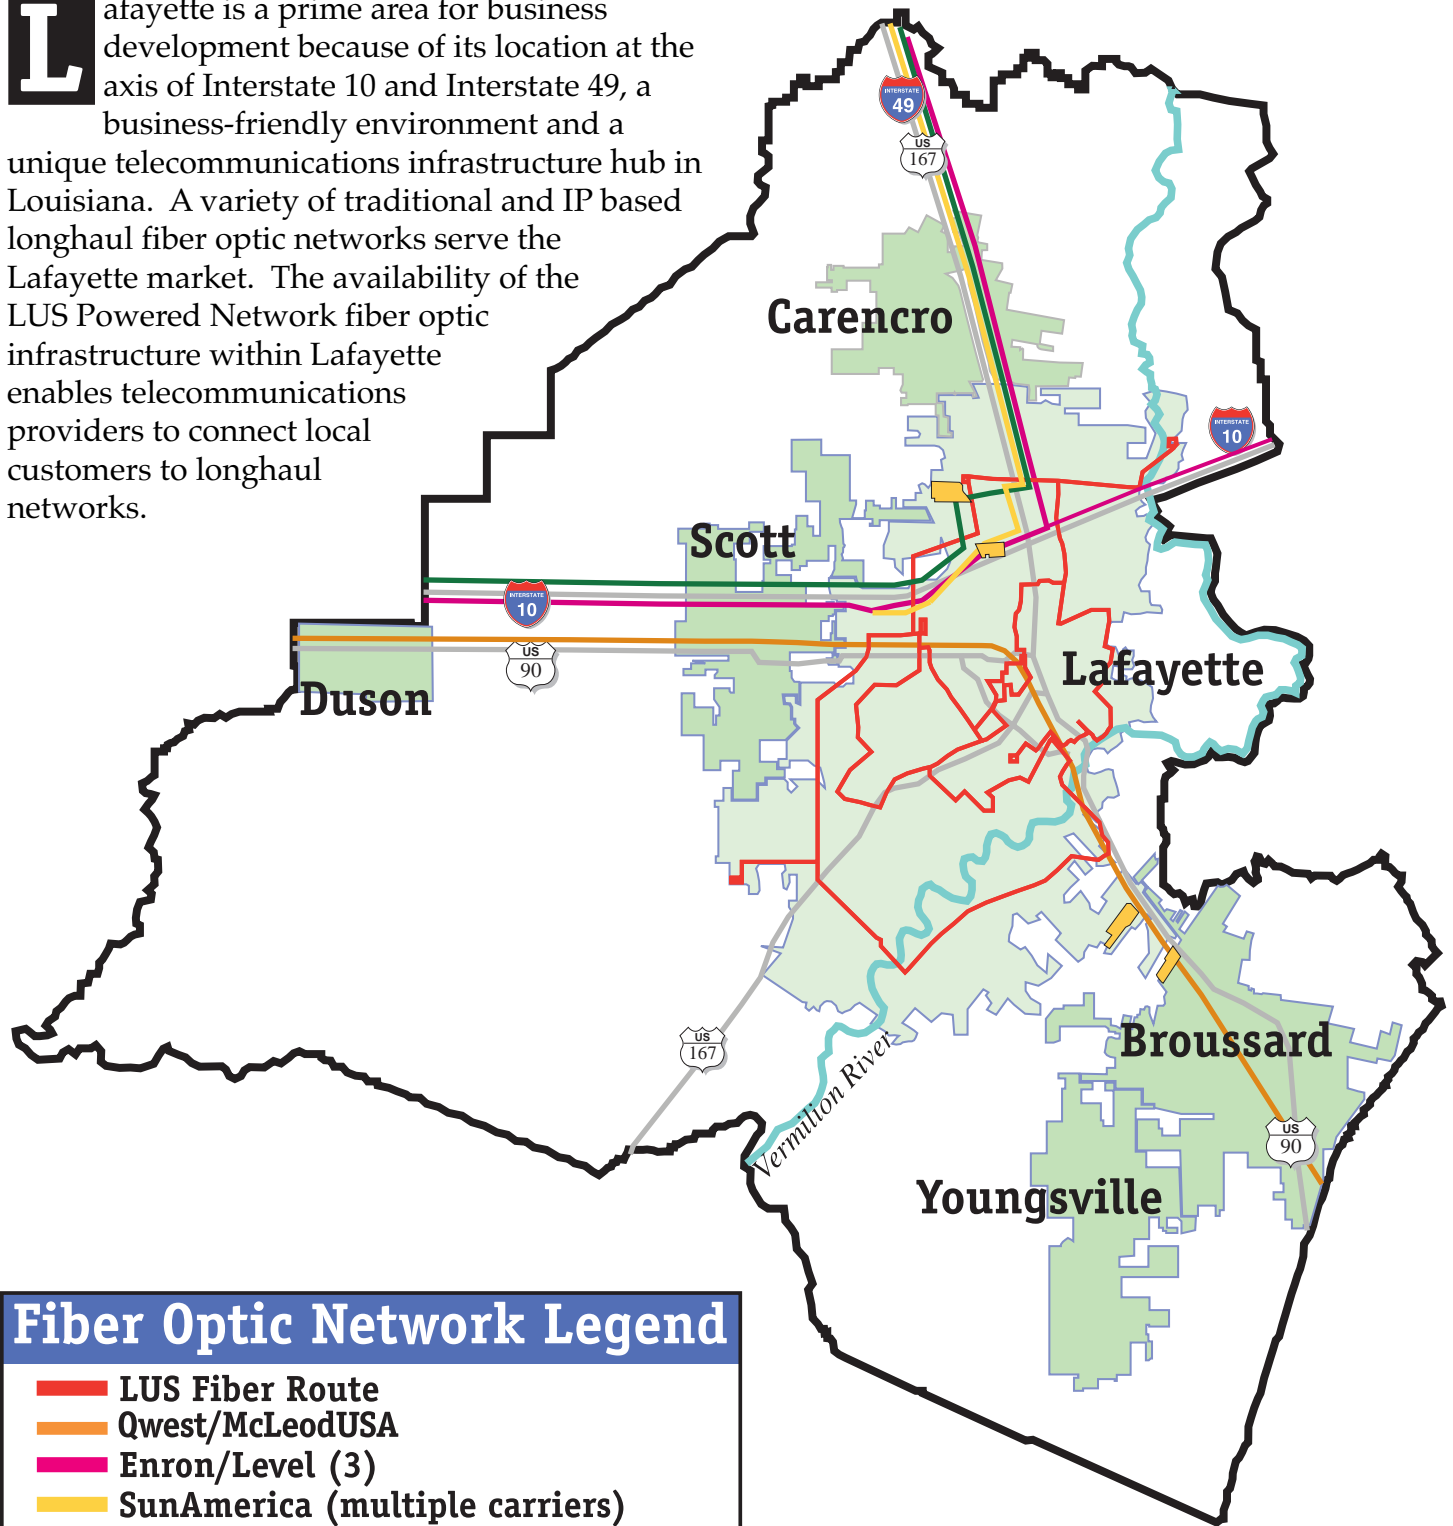 Lafayette is a prime area for business
development because of its location at the
axis of Interstate 10 and Interstate 49, a
business-friendly environment and a
unique telecommunications infrastructure hub in
Louisiana.  A variety of traditional and IP based
longhaul fiber optic networks serve the
Lafayette market.  The availability of the
LUS Powered Network fiber optic
infrastructure within Lafayette
enables telecommunications
providers to connect local
customers to longhaul
networks.
INTERSTATE
49
US
167
Carencro
INTERSTATE
10
Scott
INTERSTATE
10
US
90
Duson
Lafayette
US
167
Vermilion River
Broussard
US
90
Youngsville
Fiber Optic Network Legend
LUS Fiber Route
Qwest/McLeodUSA
Enron/Level (3)
SunAmerica (multiple carriers)